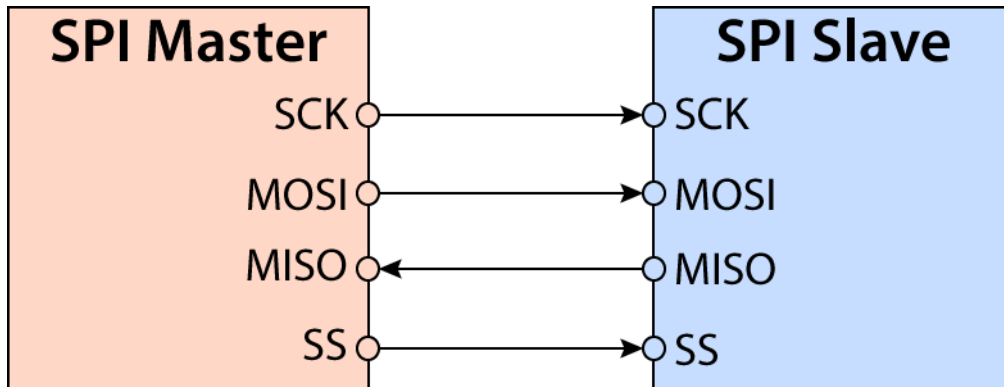 SPI Master
SPI Slave
SCK
SCK
MOSI
MOSI
MISO
MISO
SS
SS